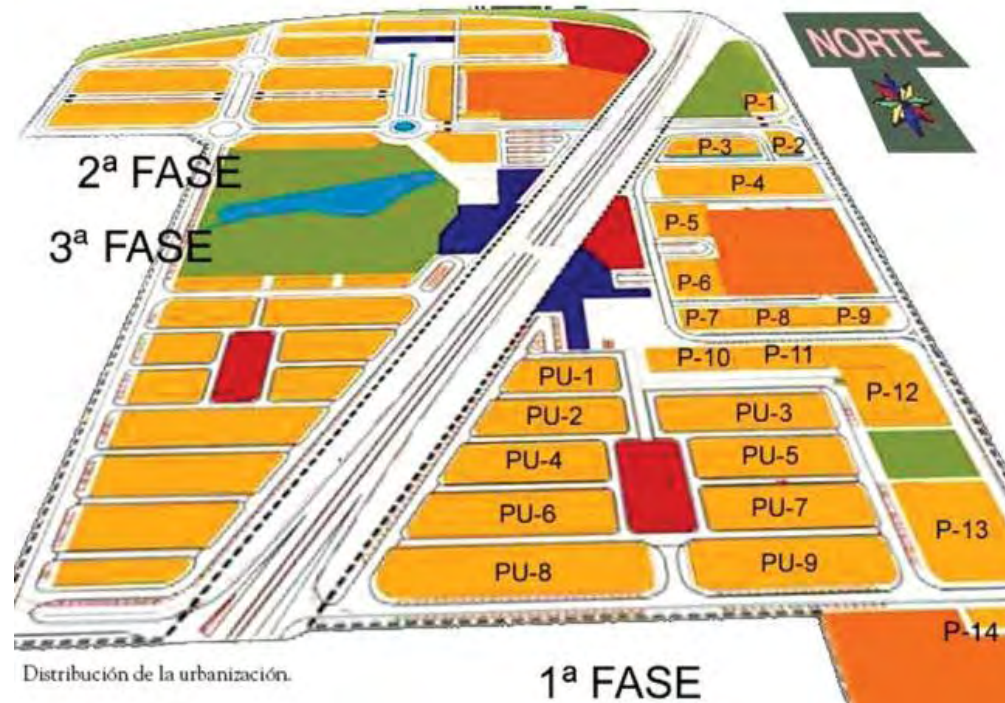 NORTE
P-1
P-3
P-2
2ª FASE
P-4
P-5
3ª FASE
P-6
P-7
P-8
P-9
P-10
P-11
PU-1
P-12
PU-2
PU-3
PU-4
PU-5
PU-6
PU-7
P-13
PU-8
PU-9
P-14
Distribución de la urbanización.
1ª FASE